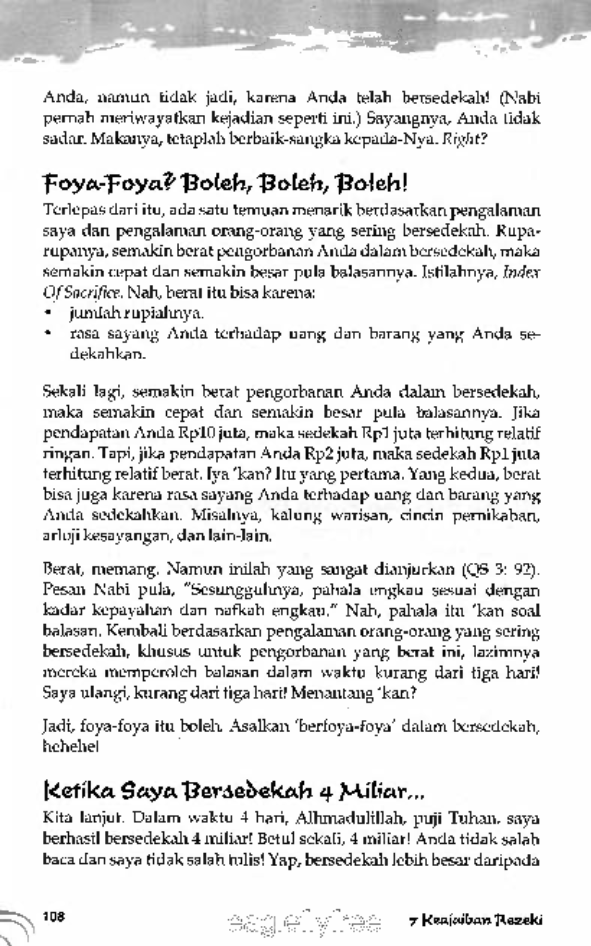 Anda, namun tidak jadi, karena Anda telah bersedekah! (Nabi
pernah meriwayatkan kejadian seperti ini.) Sayangnya, Anda tidak
sadar. Makanya, tetaplah berbaik-sangka kepada-Nya. Right?
Foya-Foya? Boleh, Boleh, Boleh!
Terlepas dari itu, ada satu temuan menarik berdasarkan pengalaman
saya dan pengalaman orang-orang yang sering bersedekah. Rupa-
rupanya, semakin berat pengorbanan Anda dalam bersedekah, maka
semakin cepat dan semakin besar pula balasannya. Istilahnya, Index
Of Sacrifice. Nah, berat itu bisa karena:
• jumlah rupiahnya.
• rasa sayang Anda terhadap uang dan barang yang Anda se-
dekahkan.
Sekali lagi, semakin berat pengorbanan Anda dalam bersedekah,
maka semakin cepat dan semakin besar pula balasannya. Jika
pendapatan Anda Rp10 juta, maka sedekah Rp1 juta terhitung relatif
ringan. Tapi, jika pendapatan Anda Rp2 juta, maka sedekah Rp1 juta
terhitung relatif berat. Iya 'kan? Itu yang pertama. Yang kedua, berat
bisa juga karena rasa sayang Anda terhadap uang dan barang yang
Anda sedekahkan. Misalnya, kalung warisan, cincin pernikahan,
arloji kesayangan, dan lain-lain.
Berat, memang. Namun inilah yang sangat dianjurkan (QS 3: 92).
Pesan Nabi pula, "Sesungguhnya, pahala engkau sesuai dengan
kadar kepayahan dan nafkah engkau." Nah, pahala itu 'kan soal
balasan. Kembali berdasarkan pengalaman orang-orang yang sering
bersedekah, khusus untuk pengorbanan yang berat ini, lazimnya
mereka memperoleh balasan dalam waktu kurang dari tiga hari!
Saya ulangi, kurang dari tiga hari! Menantang 'kan?
Jadi, foya-foya itu boleh. Asalkan 'berfoya-foya' dalam bersedekah,
hehehe!
Ketika Saya Bersedekah 4 Miliar...
Kita lanjut. Dalam waktu 4 hari, Alhmadulillah, puji Tuhan, saya
berhasil bersedekah 4 miliar! Betul sekali, 4 miliar! Anda tidak salah
baca dan saya tidak salah tulis! Yap, bersedekah lebih besar daripada
108
eagleflyfree
7 Keajaiban Rezeki